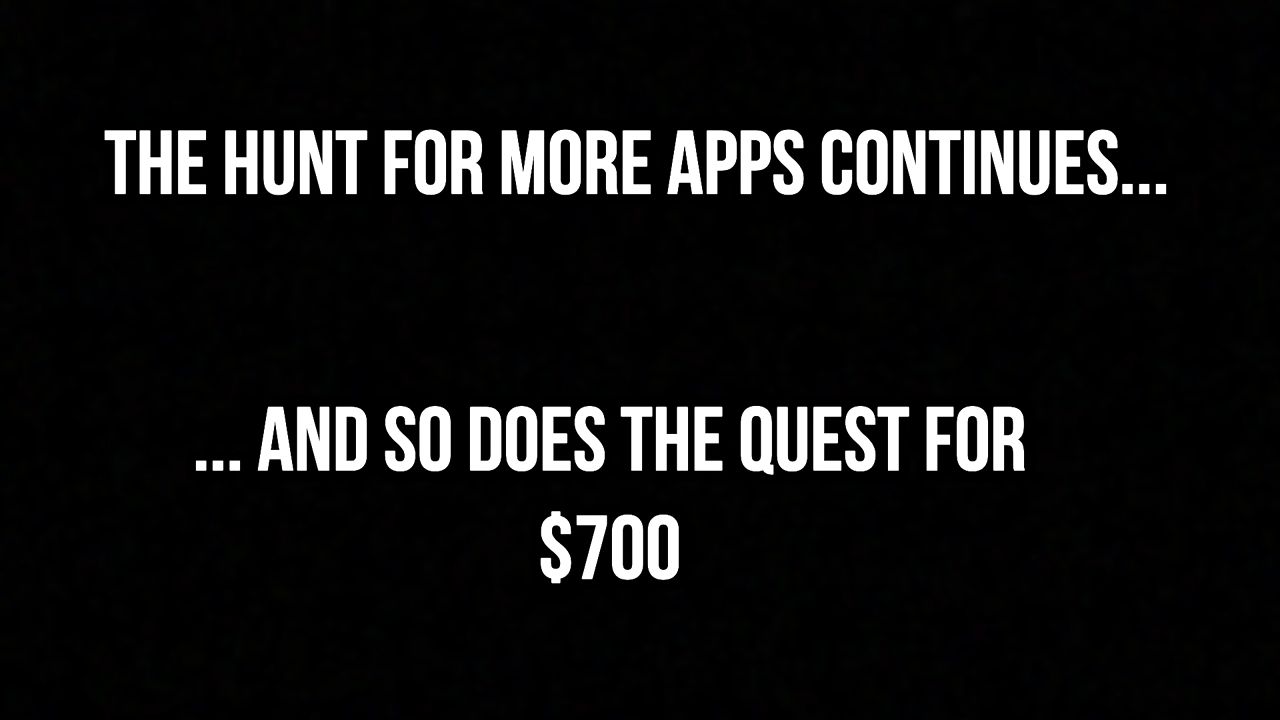 THE HUNT FOR MORE APPS CONTINUES...
... AND SO DOES THE QUEST FOR
$700